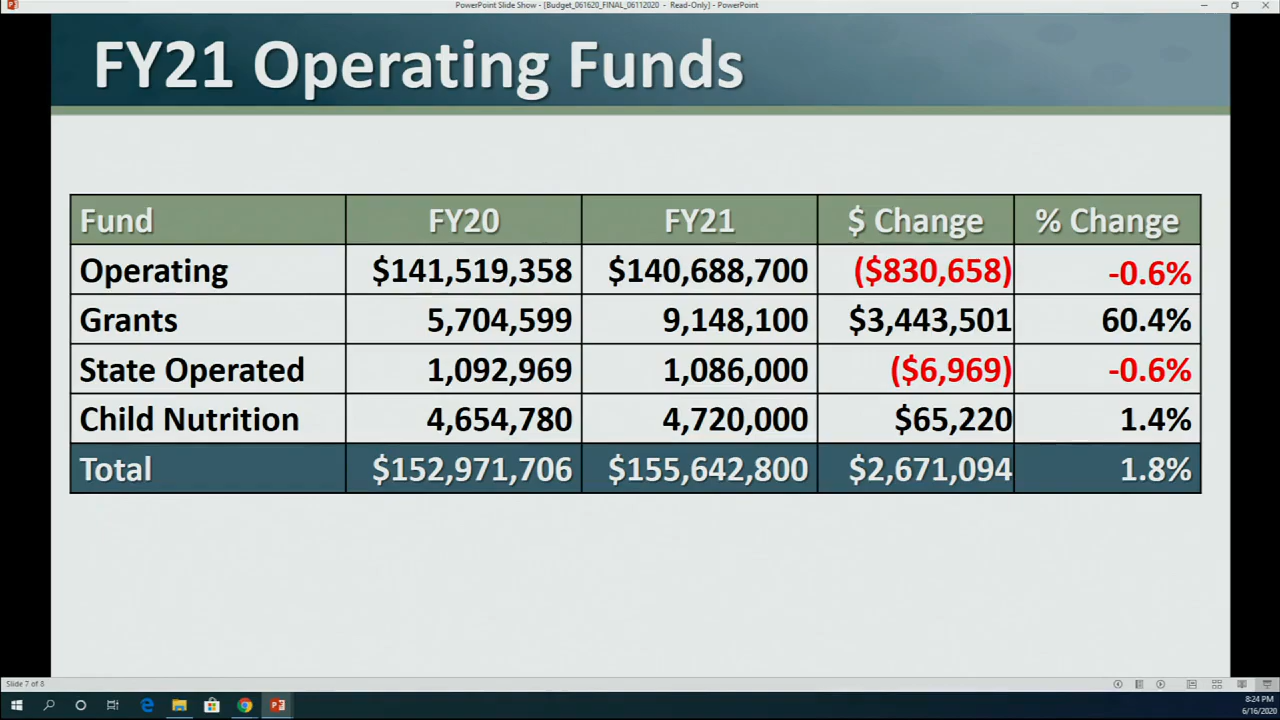 PowerPoint Slide Show - [Budget_061620_FINAL_06112020 - Read-Only] - PowerPoint
FY21 Operating Funds
Fund FY20 FY21 $ Change % Change
Operating $141,519,358 $140,688,700 ($830,658) -0.6%
Grants 5,704,599 9,148,100 $3,443,501 60.4%
State Operated 1,092,969 1,086,000 ($6,969) -0.6%
Child Nutrition 4,654,780 4,720,000 $65,220 1.4%
Total $152,971,706 $155,642,800 $2,671,094 1.8%
Slide 7 of 8
8:24 PM
6/16/2020